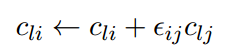 c_{li} ← c_{li} + ϵ_{ij}c_{lj}